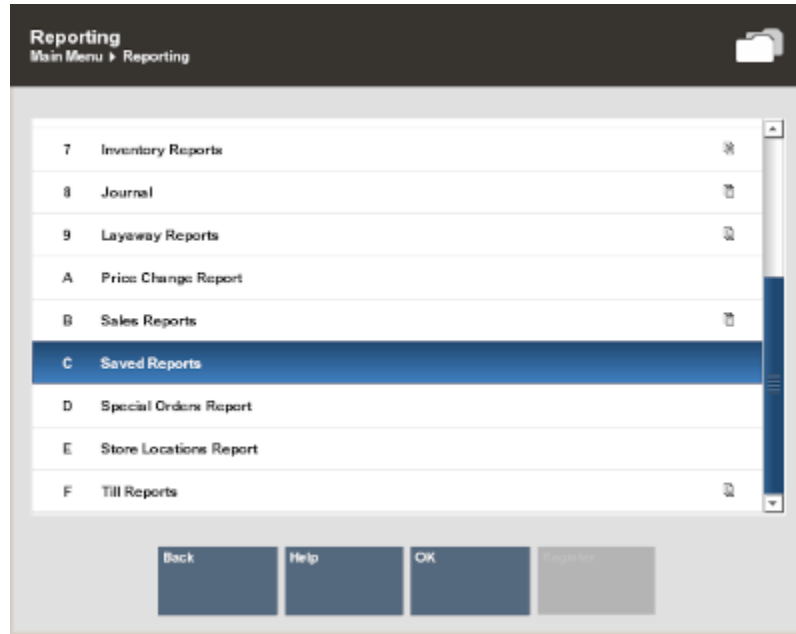 Reporting
Main Menu ▸ Reporting
7 Inventory Reports
8 Journal
9 Layaway Reports
A Price Change Report
B Sales Reports
C Saved Reports
D Special Orders Report
E Store Locations Report
F Till Reports
Back Help OK Register